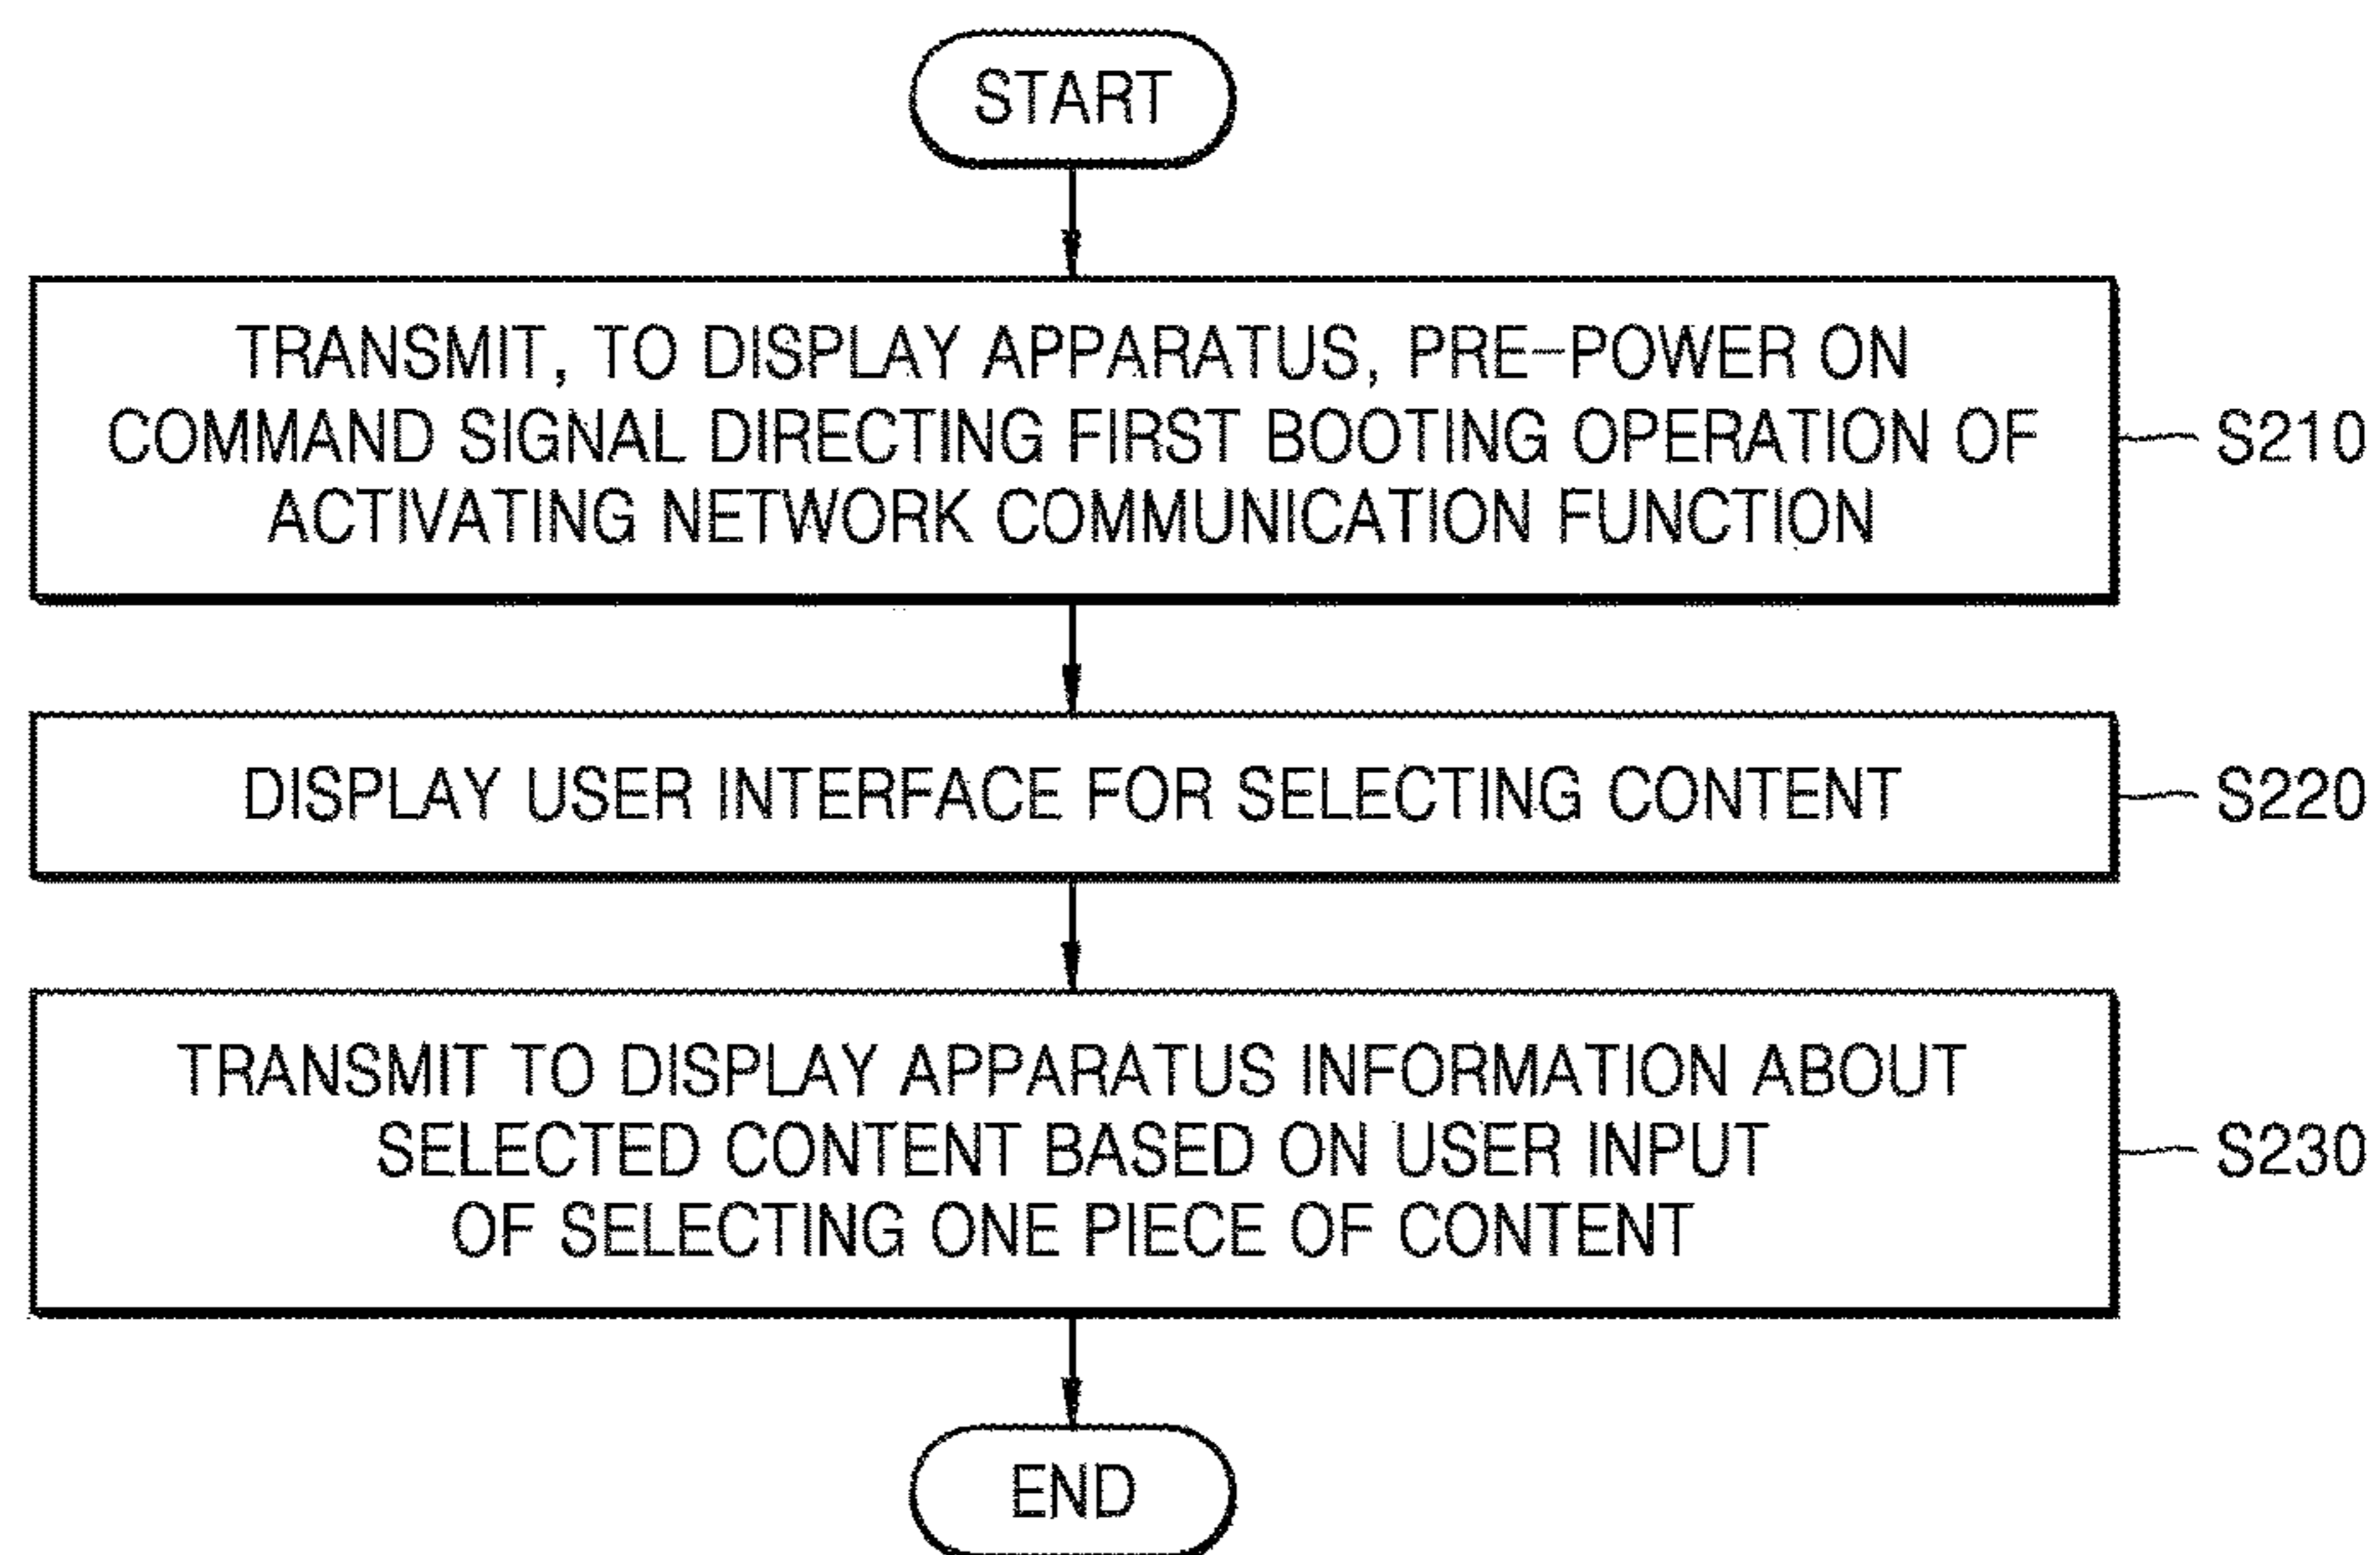 START
TRANSMIT, TO DISPLAY APPARATUS, PRE-POWER ON
COMMAND SIGNAL DIRECTING FIRST BOOTING OPERATION OF
ACTIVATING NETWORK COMMUNICATION FUNCTION
S210
DISPLAY USER INTERFACE FOR SELECTING CONTENT
S220
TRANSMIT TO DISPLAY APPARATUS INFORMATION ABOUT
SELECTED CONTENT BASED ON USER INPUT
OF SELECTING ONE PIECE OF CONTENT
S230
END